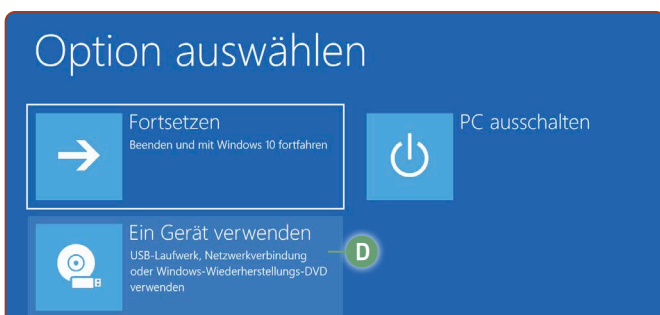 Option auswählen
Fortsetzen
Beenden und mit Windows 10 fortfahren
PC ausschalten
Ein Gerät verwenden
USB-Laufwerk, Netzwerkverbindung
oder Windows-Wiederherstellungs-DVD
verwenden
D